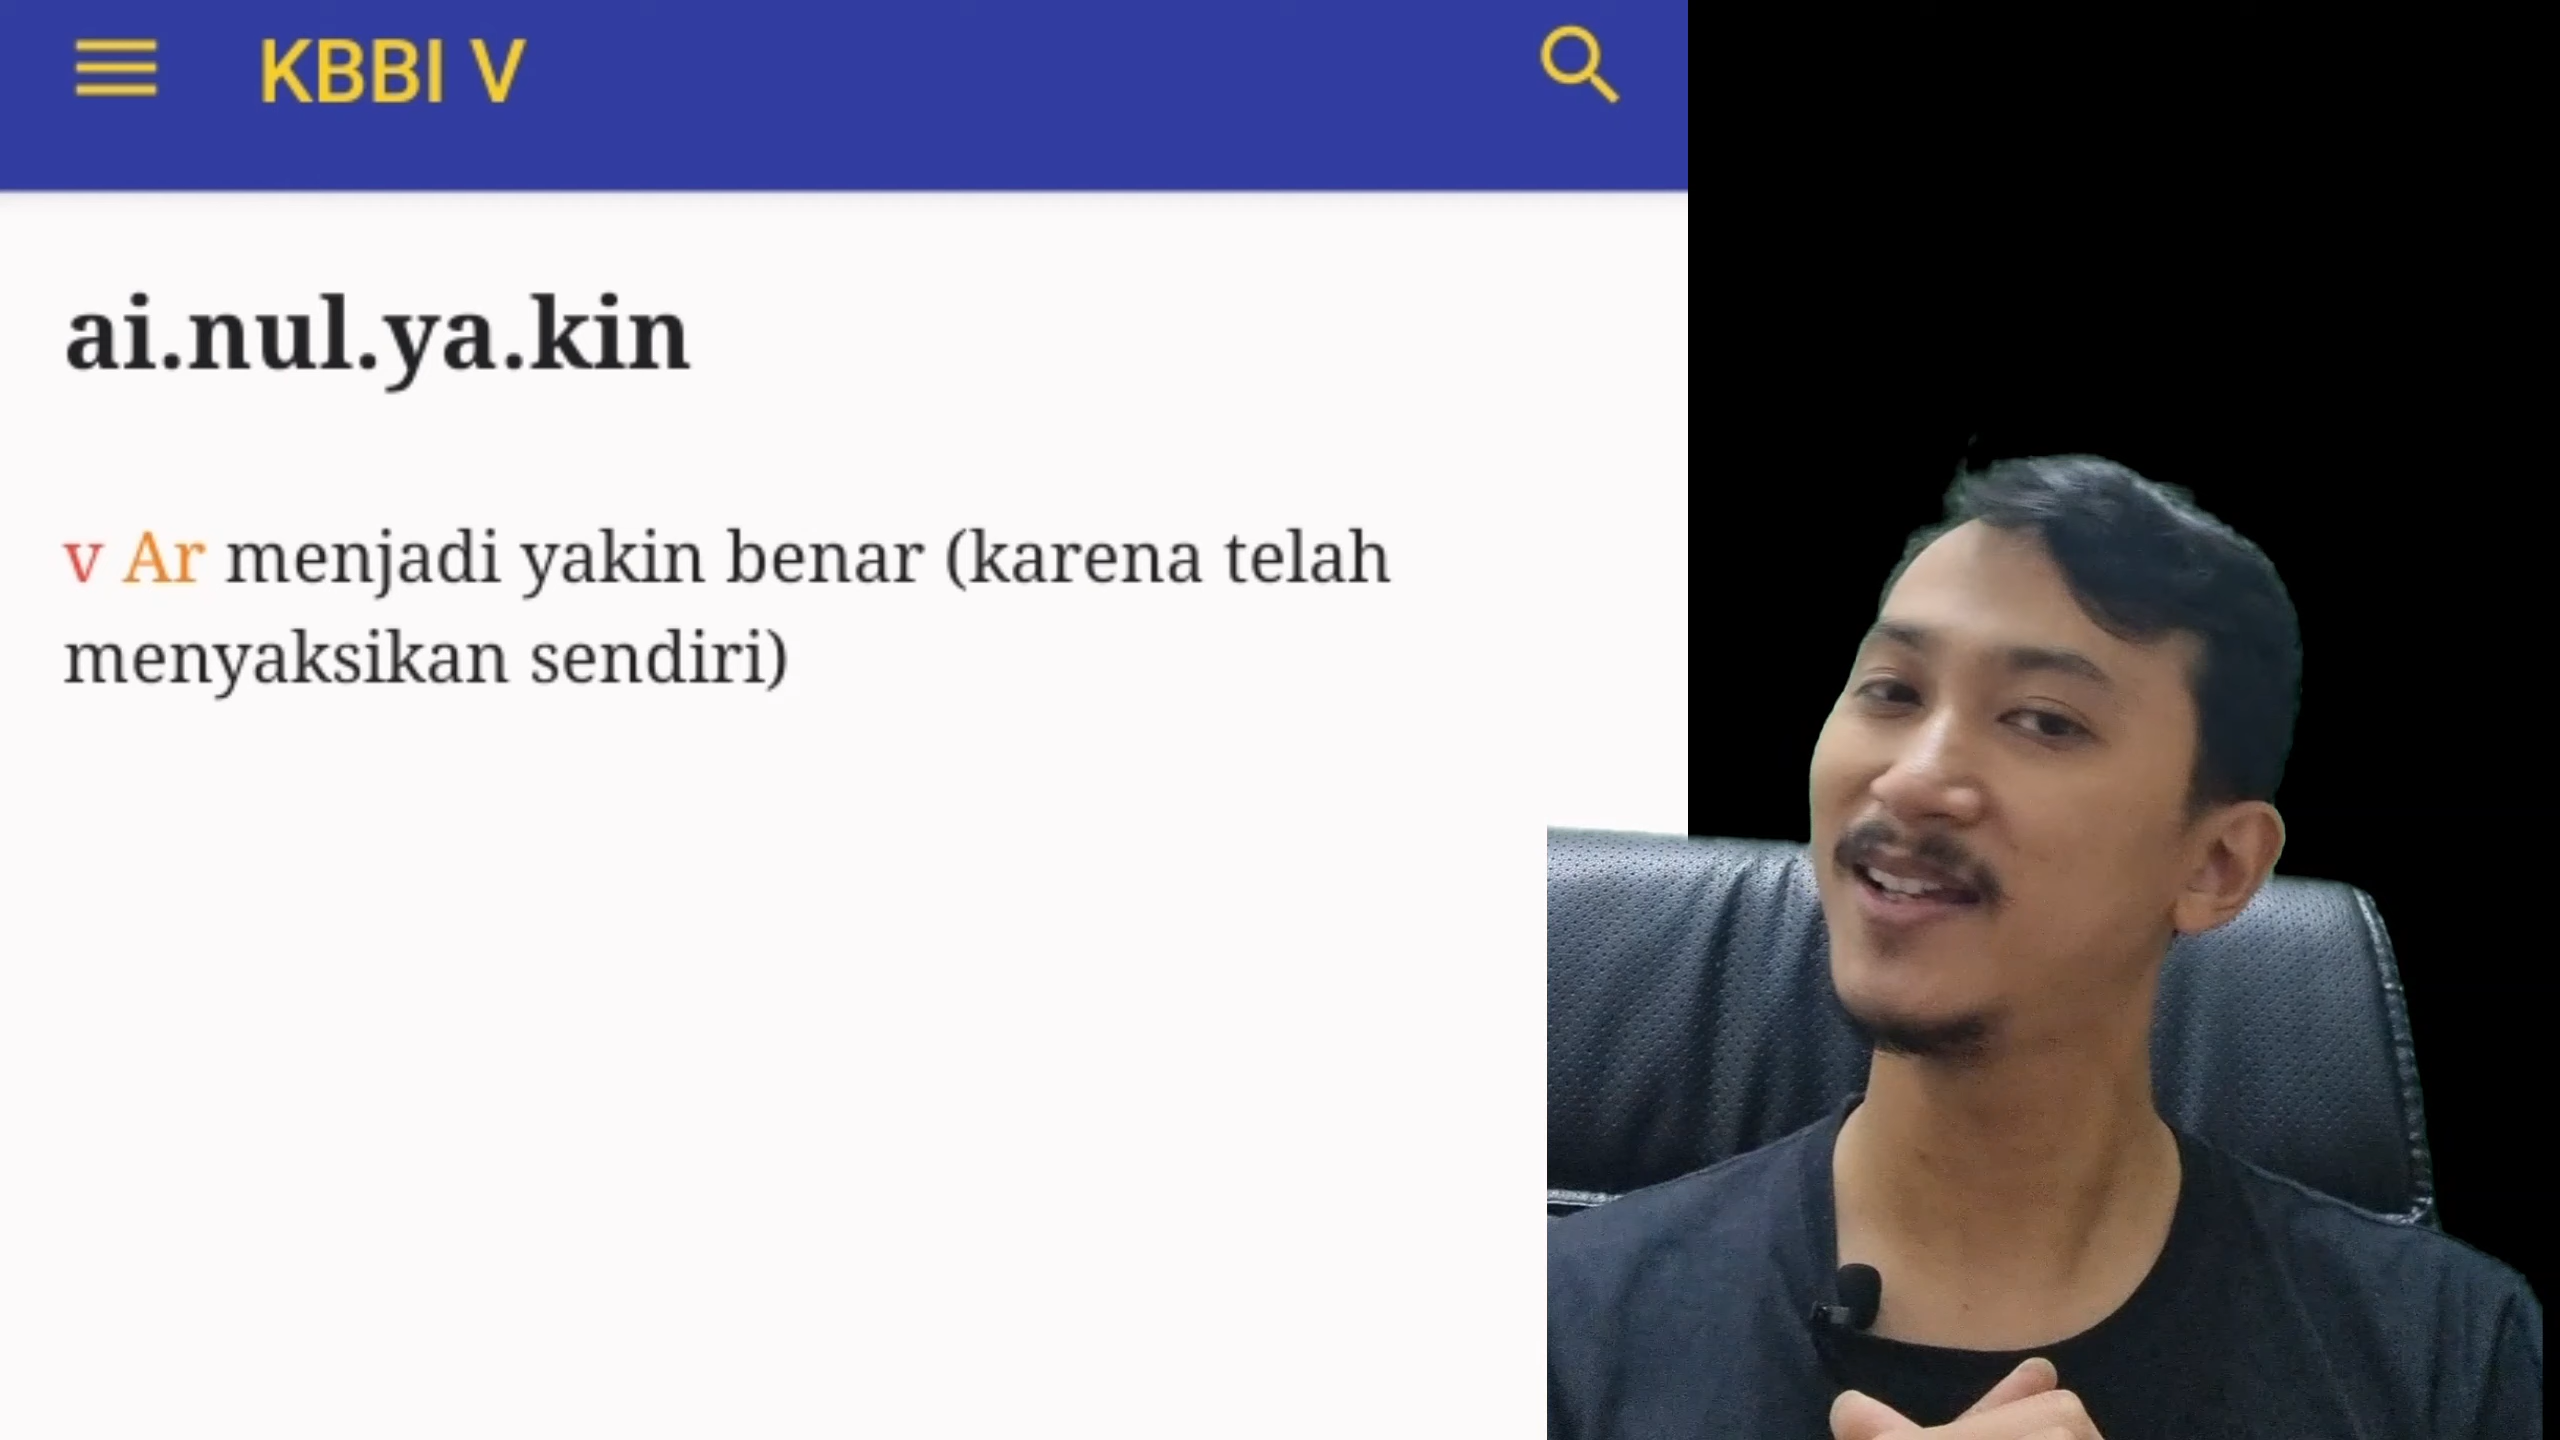 KBBI V
ai.nul.ya.kin
v Ar menjadi yakin benar (karena telah
menyaksikan sendiri)